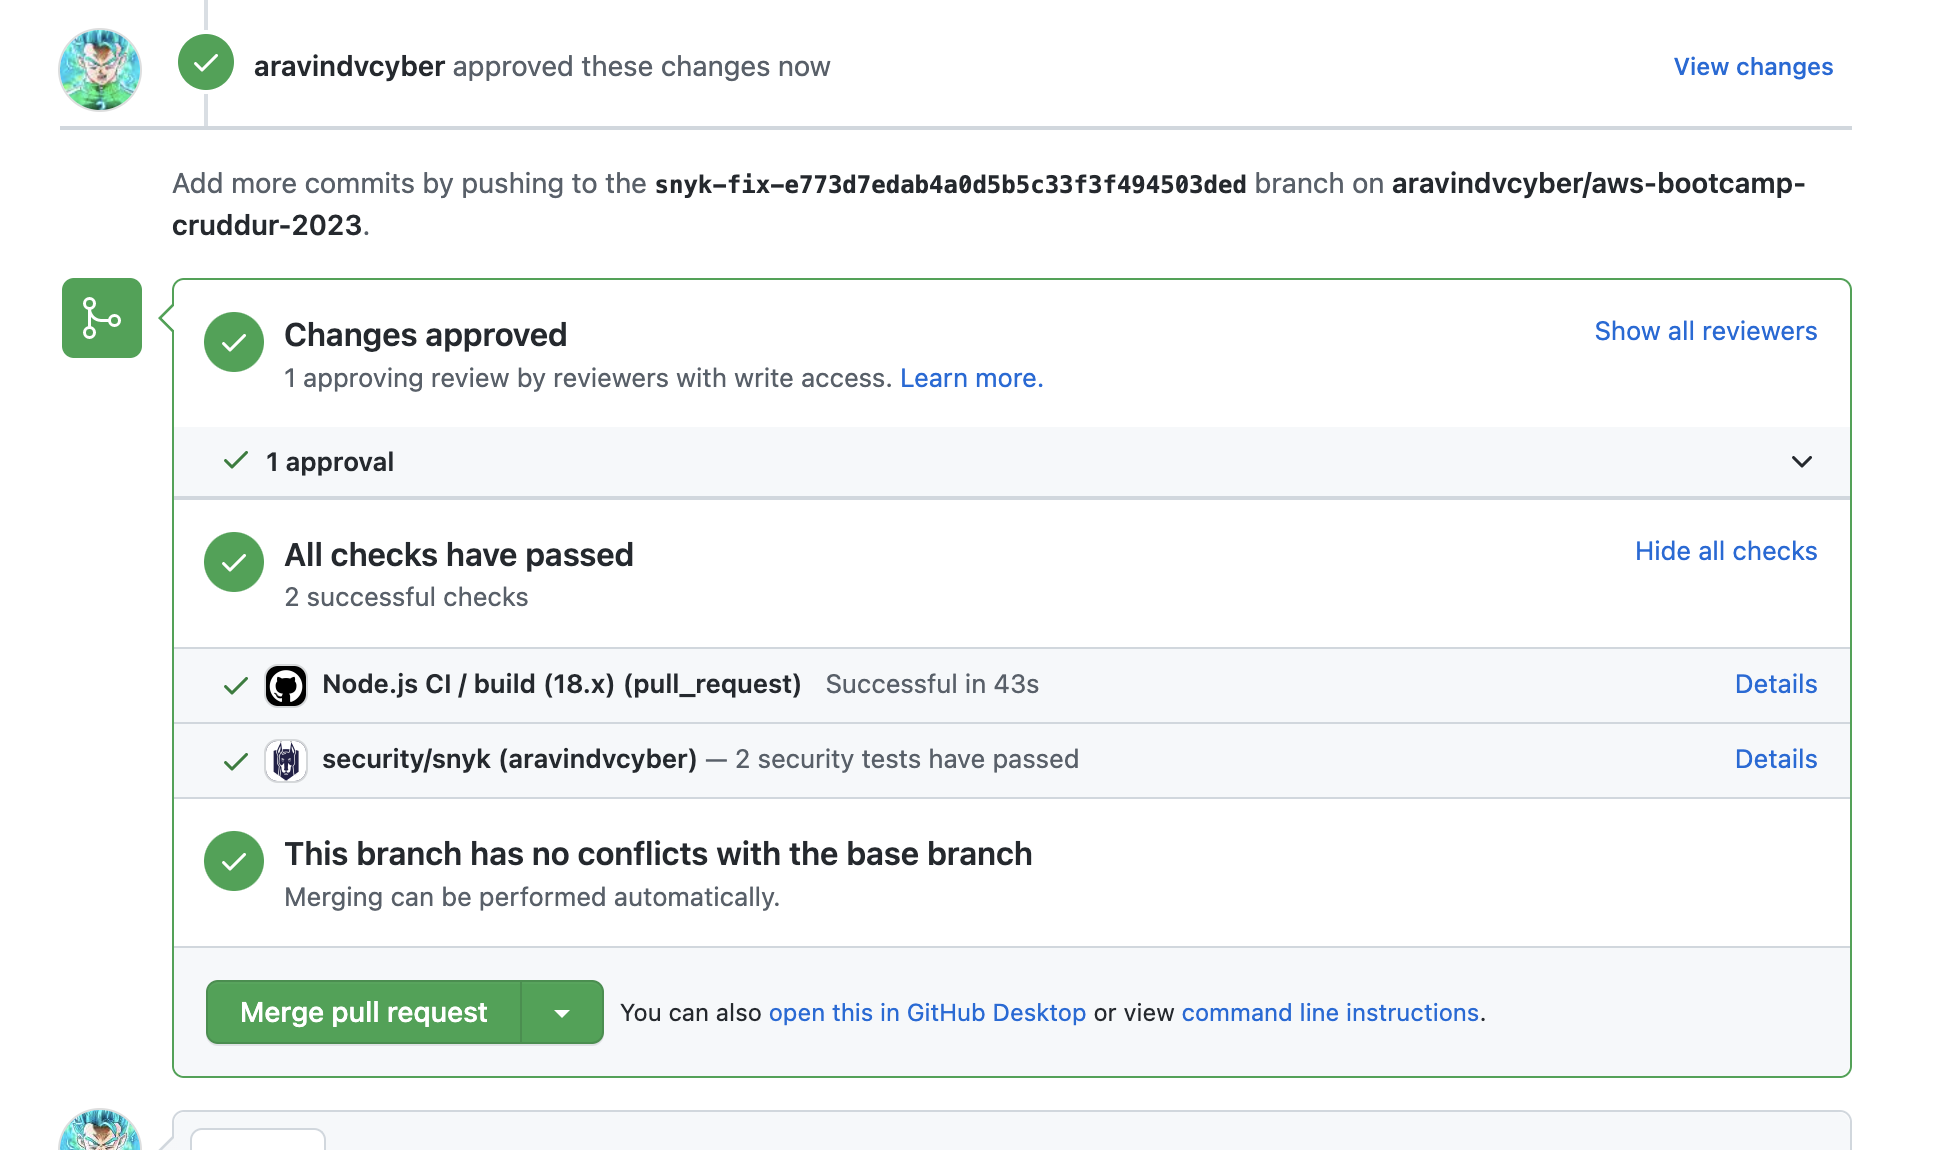 aravindvcyber approved these changes now
View changes
Add more commits by pushing to the snyk-fix-e773d7edab4a0d5b5c33f3f494503ded branch on aravindvcyber/aws-bootcamp-
cruddur-2023.
Changes approved
Show all reviewers
1 approving review by reviewers with write access. Learn more.
1 approval
All checks have passed
Hide all checks
2 successful checks
Node.js CI / build (18.x) (pull_request) Successful in 43s
Details
security/snyk (aravindvcyber) — 2 security tests have passed
Details
This branch has no conflicts with the base branch
Merging can be performed automatically.
Merge pull request
You can also open this in GitHub Desktop or view command line instructions.